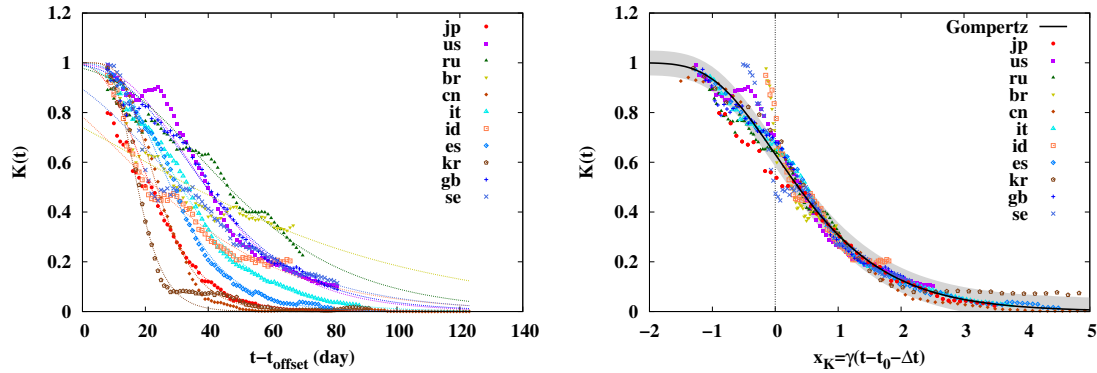 K(t)
1.2
1
0.8
0.6
0.4
0.2
0
0 20 40 60 80 100 120 140
t−t_offset (day)
jp
us
ru
br
cn
it
id
es
kr
gb
se
K(t)
1.2
1
0.8
0.6
0.4
0.2
0
−2 −1 0 1 2 3 4 5
x_K=γ(t−t_0−Δt)
Gompertz
jp
us
ru
br
cn
it
id
es
kr
gb
se